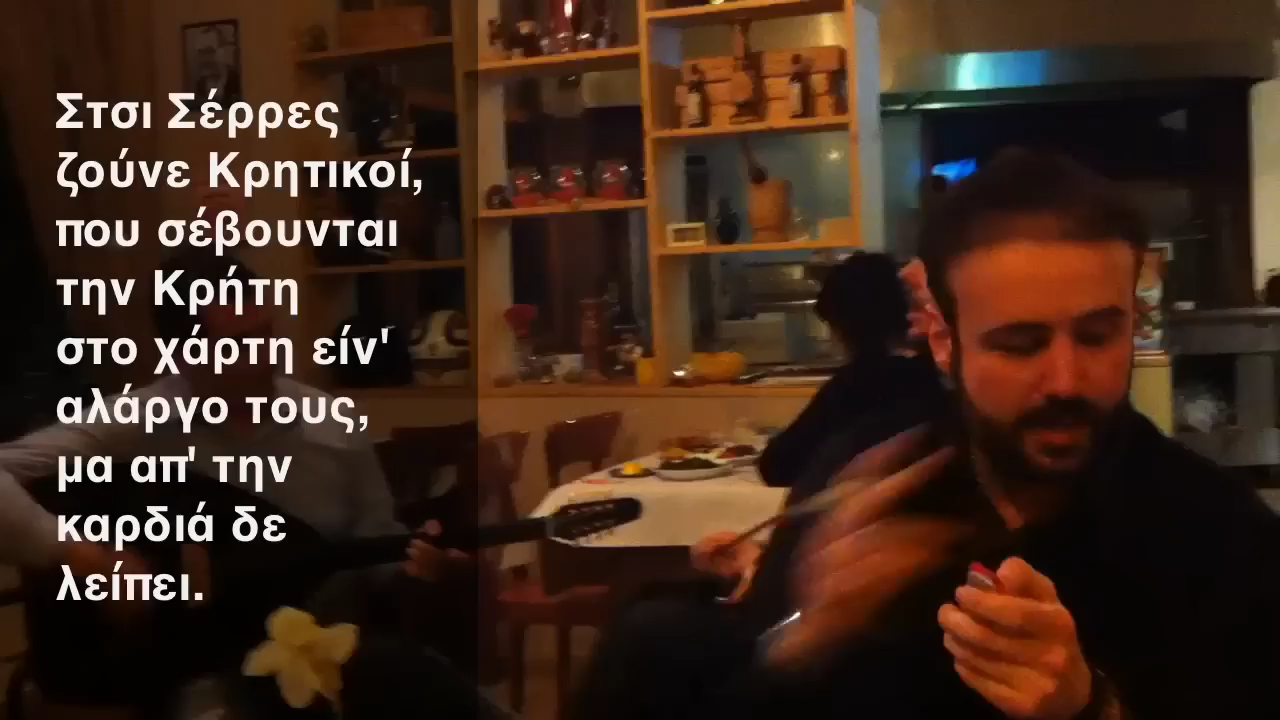 Στσι Σέρρες
ζούνε Κρητικοί,
που σέβουνται
την Κρήτη
στο χάρτη είν'
αλάργο τους,
μα απ' την
καρδιά δε
λείπει.